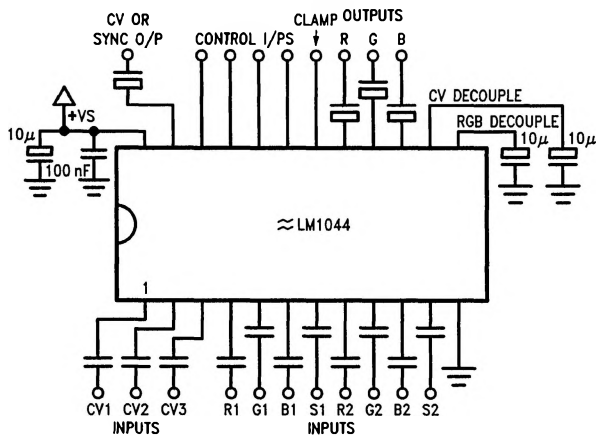 CV OR
SYNC O/P
CONTROL I/PS
CLAMP
OUTPUTS
R
G
B
+VS
CV DECOUPLE
RGB DECOUPLE
10μ
100 nF
10μ
10μ
≈ LM1044
1
CV1
CV2
CV3
R1
G1
B1
S1
R2
G2
B2
S2
INPUTS
INPUTS